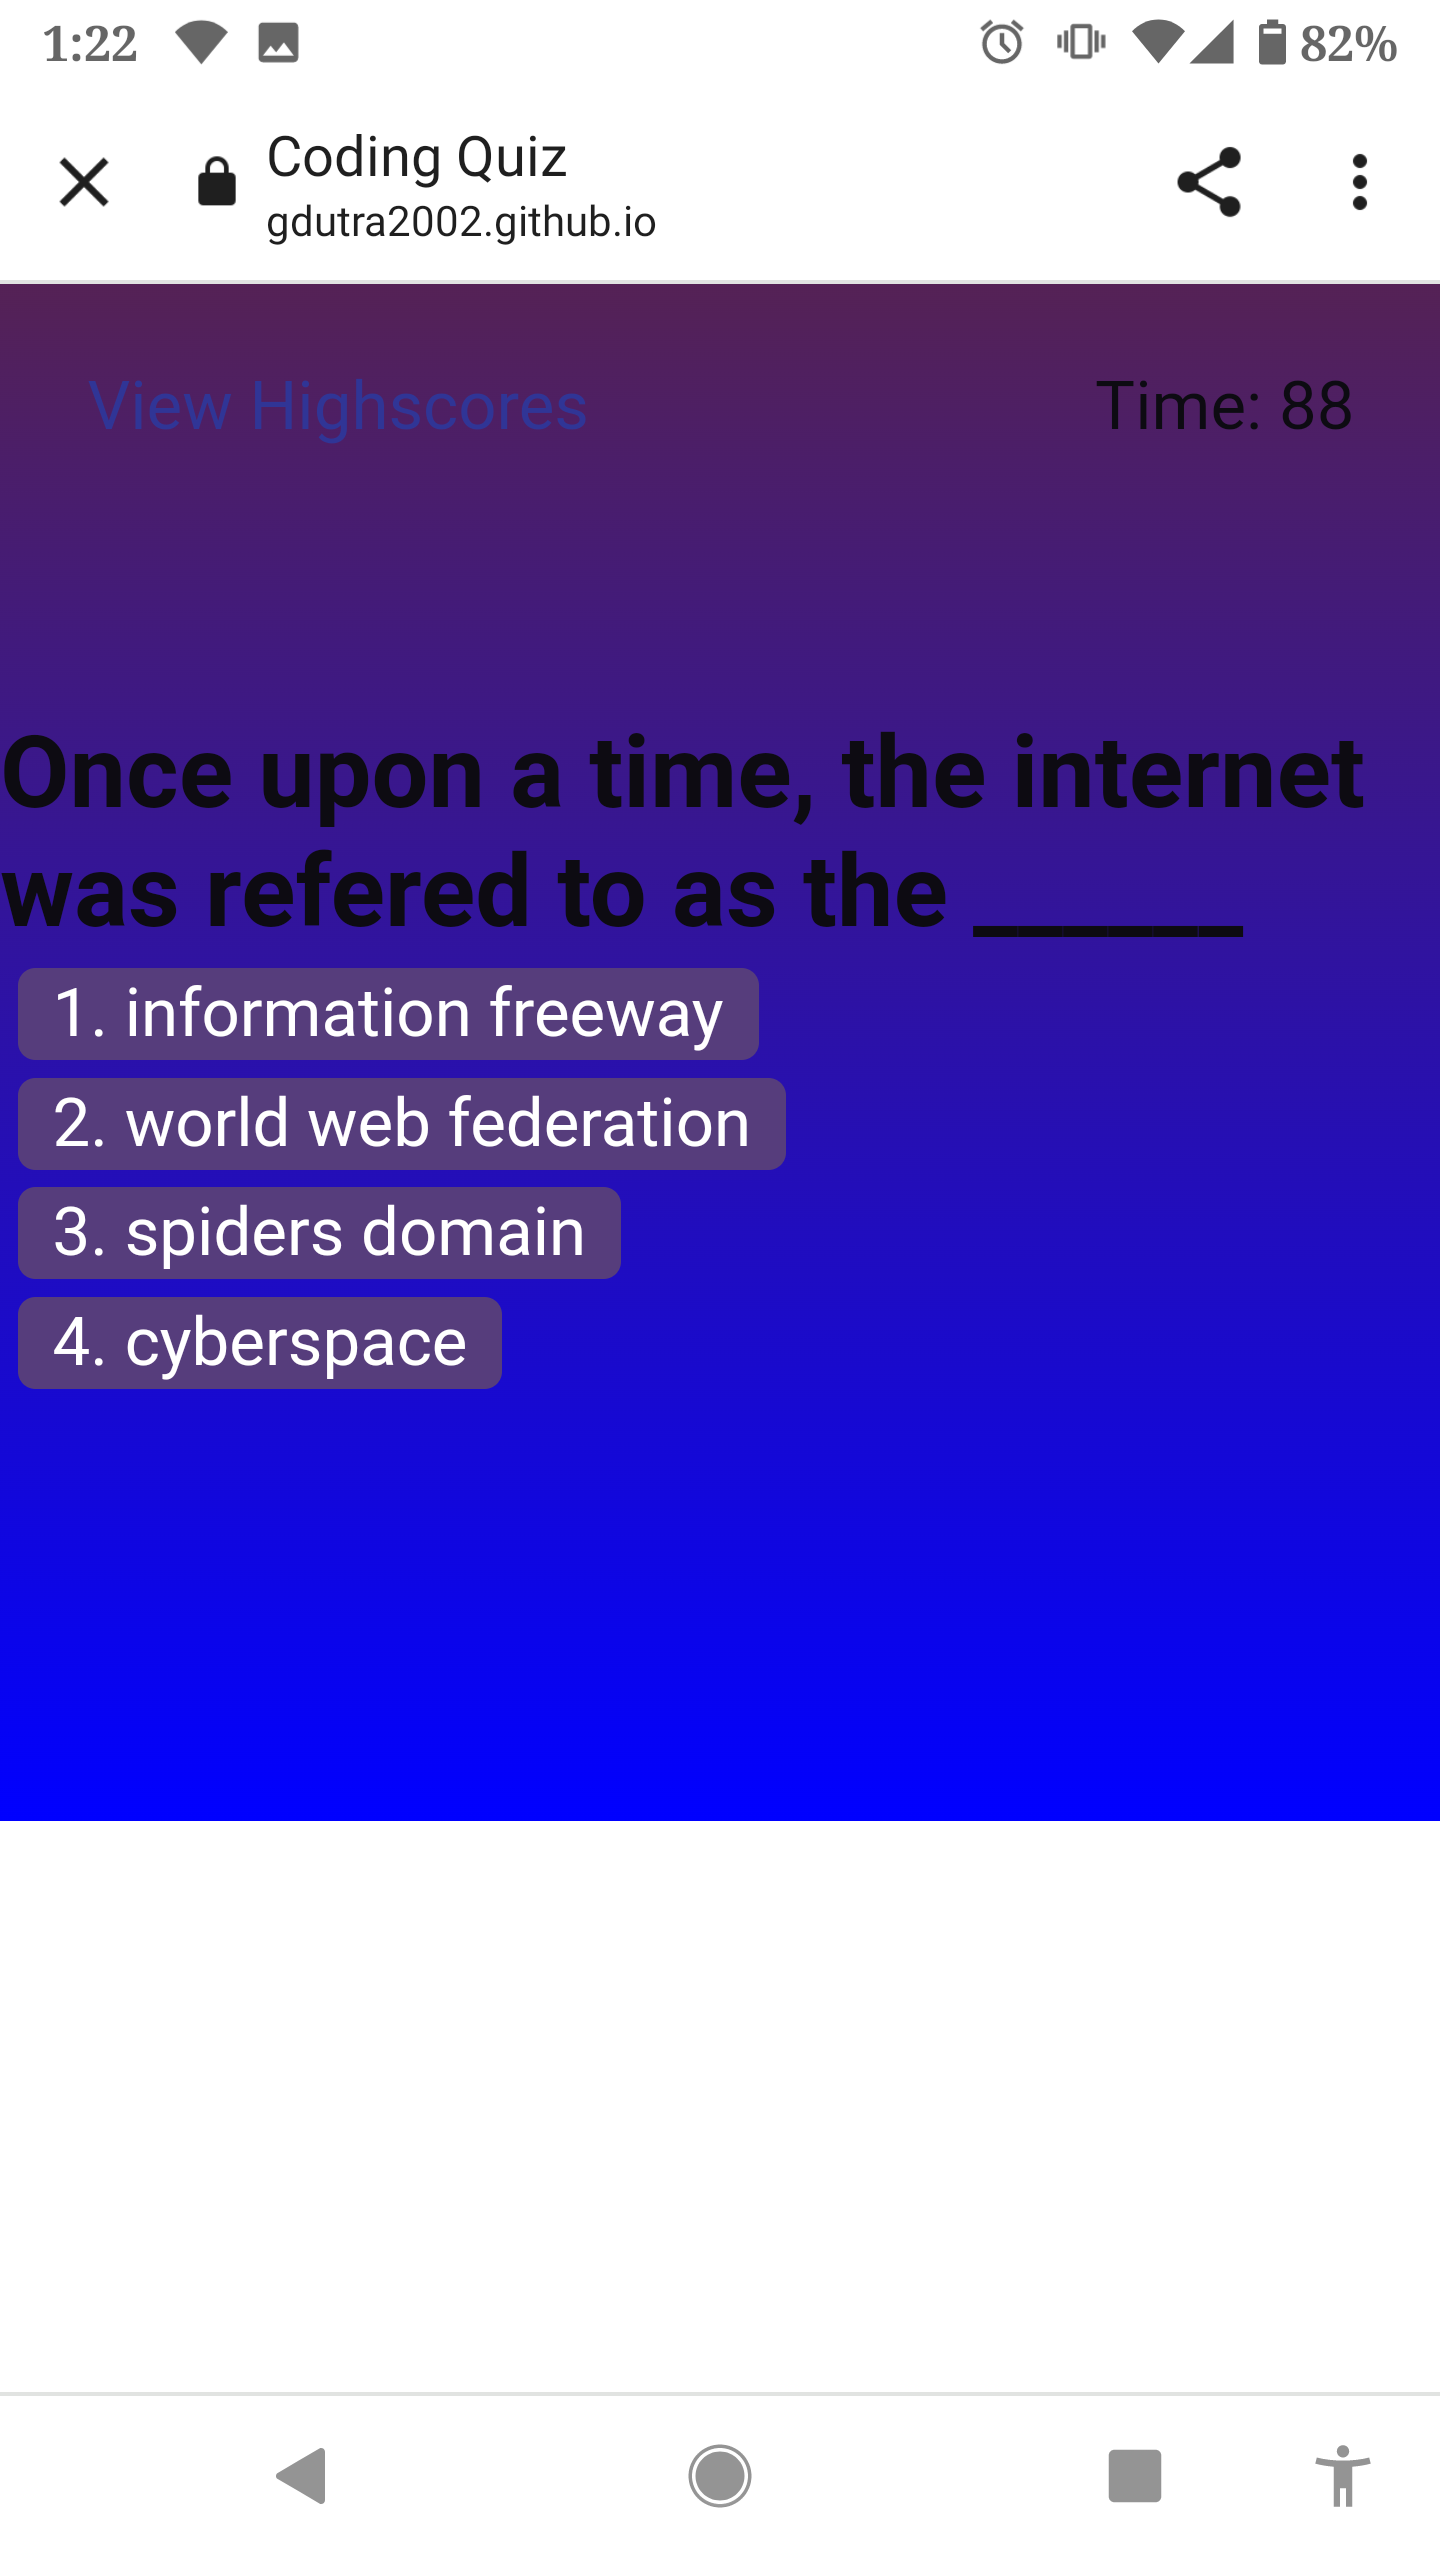 1:22
82%
Coding Quiz
gdutra2002.github.io
View Highscores
Time: 88
Once upon a time, the internet
was refered to as the ______
1. information freeway
2. world web federation
3. spiders domain
4. cyberspace